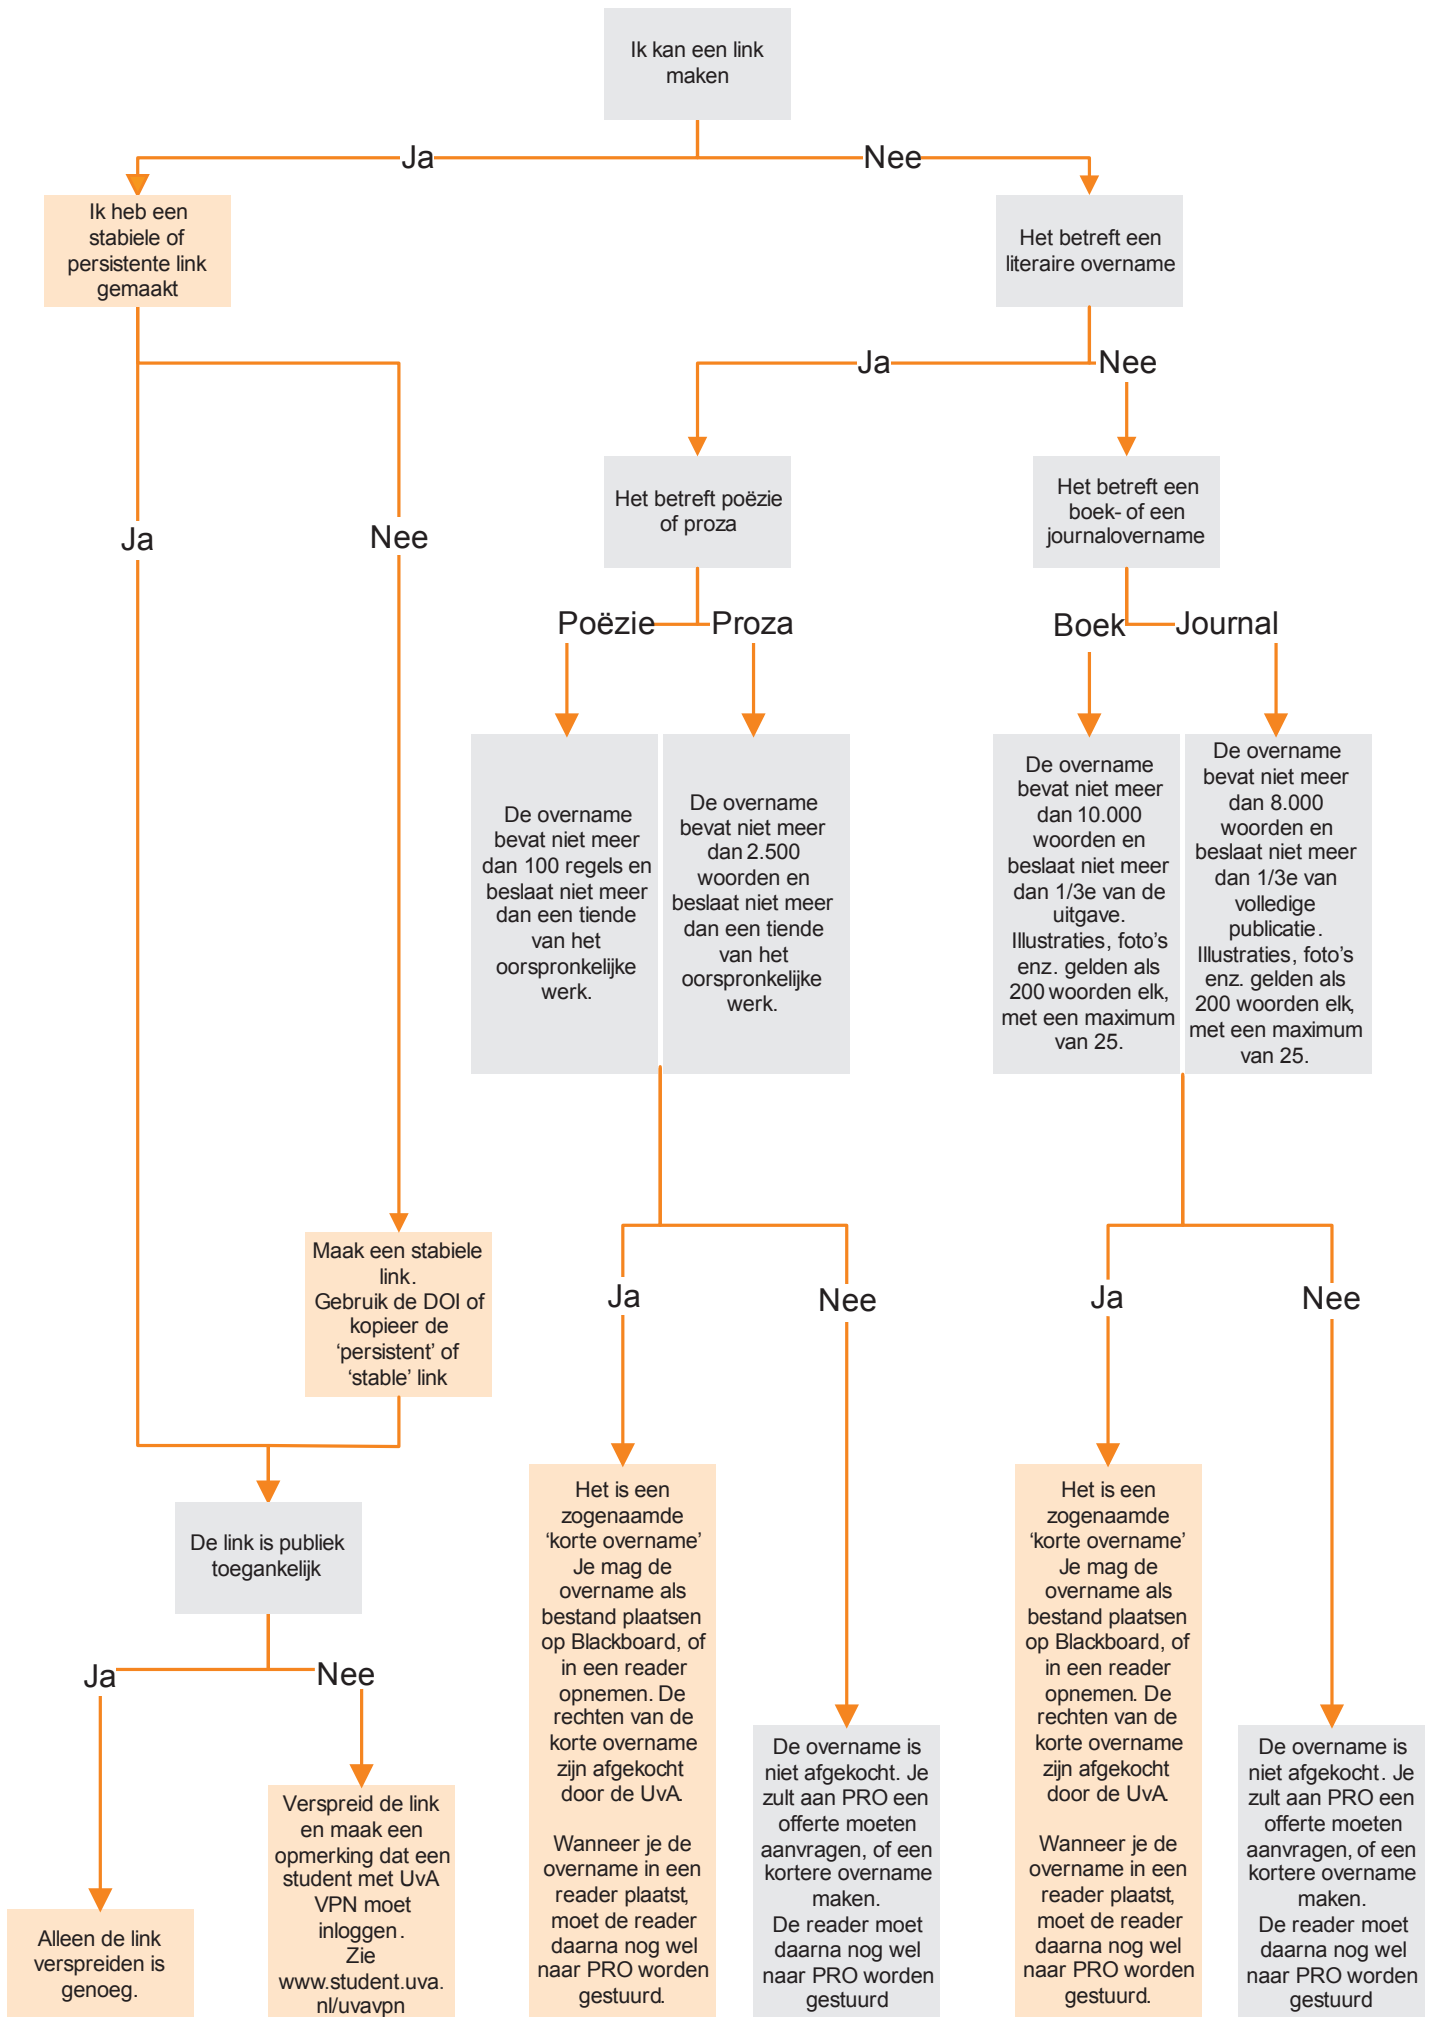 Ik kan een link
maken
Ja
Nee
Ik heb een
stabiele of
persistente link
gemaakt
Het betreft een
literaire overname
Ja
Nee
Ja
Nee
Het betreft poëzie
of proza
Het betreft een
boek- of een
journalovername
Poëzie
Proza
Boek
Journal
De overname
bevat niet meer
dan 100 regels en
beslaat niet meer
dan een tiende
van het
oorspronkelijke
werk.
De overname
bevat niet meer
dan 2.500
woorden en
beslaat niet meer
dan een tiende
van het
oorspronkelijke
werk.
De overname
bevat niet meer
dan 10.000
woorden en
beslaat niet meer
dan 1/3e van de
uitgave.
Illustraties, foto’s
enz. gelden als
200 woorden elk,
met een maximum
van 25.
De overname
bevat niet meer
dan 8.000
woorden en
beslaat niet meer
dan 1/3e van
volledige
publicatie.
Illustraties, foto’s
enz. gelden als
200 woorden elk,
met een maximum
van 25.
Maak een stabiele
link.
Gebruik de DOI of
kopieer de
‘persistent’ of
‘stable’ link
Ja
Nee
Ja
Nee
De link is publiek
toegankelijk
Ja
Nee
Alleen de link
verspreiden is
genoeg.
Verspreid de link
en maak een
opmerking dat een
student met UvA
VPN moet
inloggen.
Zie
www.student.uva.
nl/uvavpn
Het is een
zogenaamde
‘korte overname’
Je mag de
overname als
bestand plaatsen
op Blackboard, of
in een reader
opnemen. De
rechten van de
korte overname
zijn afgekocht
door de UvA.
Wanneer je de
overname in een
reader plaatst,
moet de reader
daarna nog wel
naar PRO worden
gestuurd.
De overname is
niet afgekocht. Je
zult aan PRO een
offerte moeten
aanvragen, of een
kortere overname
maken.
De reader moet
daarna nog wel
naar PRO worden
gestuurd
Het is een
zogenaamde
‘korte overname’
Je mag de
overname als
bestand plaatsen
op Blackboard, of
in een reader
opnemen. De
rechten van de
korte overname
zijn afgekocht
door de UvA.
Wanneer je de
overname in een
reader plaatst,
moet de reader
daarna nog wel
naar PRO worden
gestuurd.
De overname is
niet afgekocht. Je
zult aan PRO een
offerte moeten
aanvragen, of een
kortere overname
maken.
De reader moet
daarna nog wel
naar PRO worden
gestuurd